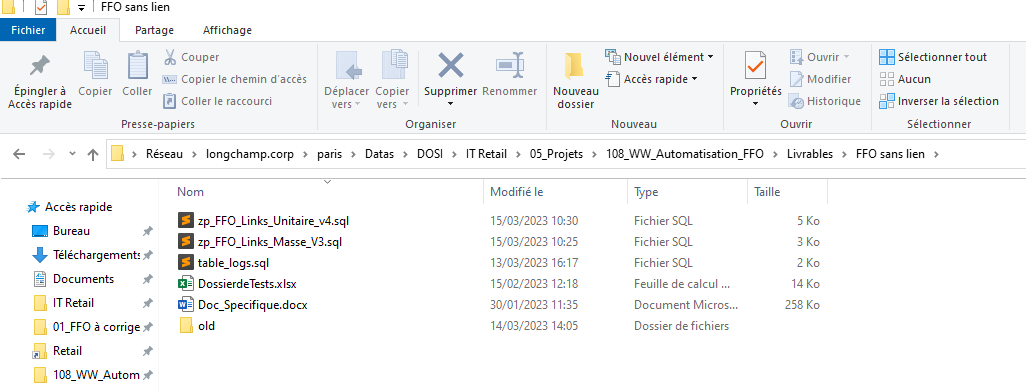 FFO sans lien
Fichier Accueil Partage Affichage
Épingler à Accès rapide
Copier
Coller
Couper
Copier le chemin d'accès
Coller le raccourci
Presse-papiers
Déplacer vers
Copier vers
Supprimer
Renommer
Organiser
Nouveau dossier
Nouvel élément
Accès rapide
Nouveau
Propriétés
Ouvrir
Modifier
Historique
Ouvrir
Sélectionner tout
Aucun
Inverser la sélection
Réseau > longchamp.corp > paris > Datas > DOSI > IT Retail > 05_Projets > 108_WW_Automatisation_FFO > Livrables > FFO sans lien >
Nom Modifié le Type Taille
Accès rapide
Bureau
Téléchargements
Documents
IT Retail
01_FFO à corrige
Retail
108_WW_Autom
zp_FFO_Links_Unitaire_v4.sql 15/03/2023 10:30 Fichier SQL 5 Ko
zp_FFO_Links_Masse_V3.sql 15/03/2023 10:25 Fichier SQL 3 Ko
table_logs.sql 13/03/2023 16:17 Fichier SQL 2 Ko
DossierdeTests.xlsx 15/02/2023 12:18 Feuille de calcul ... 14 Ko
Doc_Specifique.docx 30/01/2023 11:35 Document Micros... 258 Ko
old 14/03/2023 14:05 Dossier de fichiers